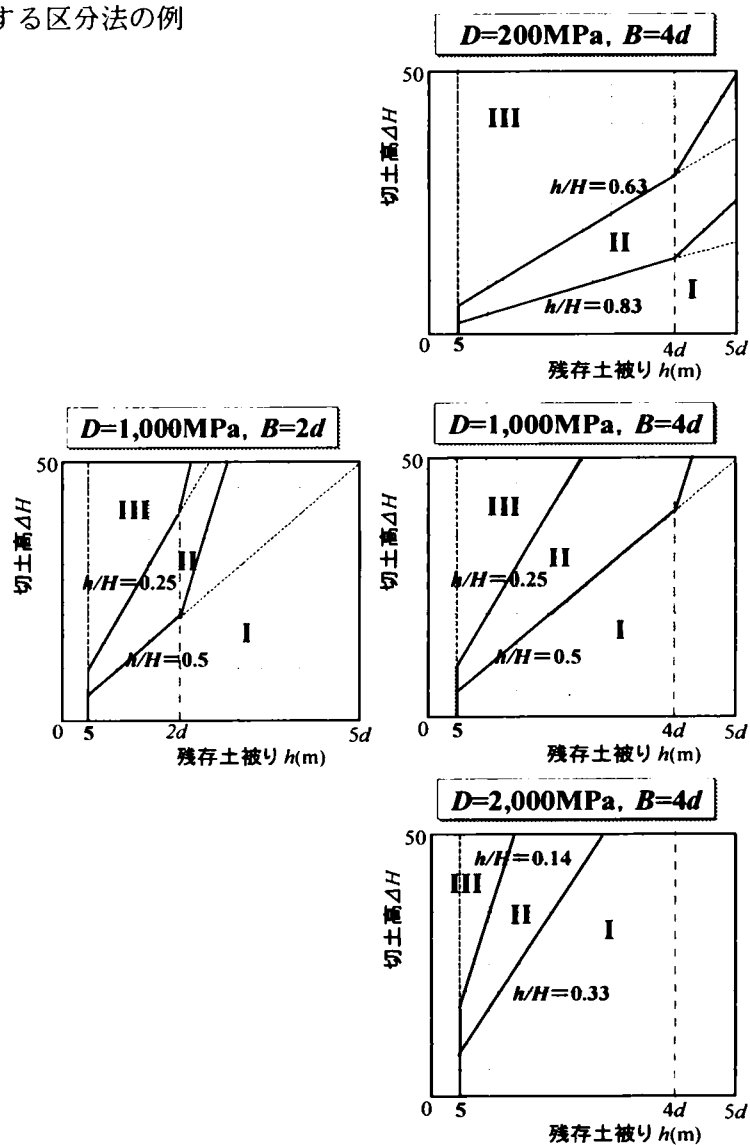 する区分法の例
D=200MPa, B=4d
50
切土高ΔH
III
h/H=0.63
II
I
h/H=0.83
0
5
4d
5d
残存土被り h(m)
D=1,000MPa, B=2d
50
切土高ΔH
III
II
h/H=0.25
I
h/H=0.5
0
5
2d
5d
残存土被り h(m)
D=1,000MPa, B=4d
50
切土高ΔH
III
II
h/H=0.25
I
h/H=0.5
0
5
4d
5d
残存土被り h(m)
D=2,000MPa, B=4d
50
切土高ΔH
h/H=0.14
III
II
I
h/H=0.33
0
5
4d
5d
残存土被り h(m)